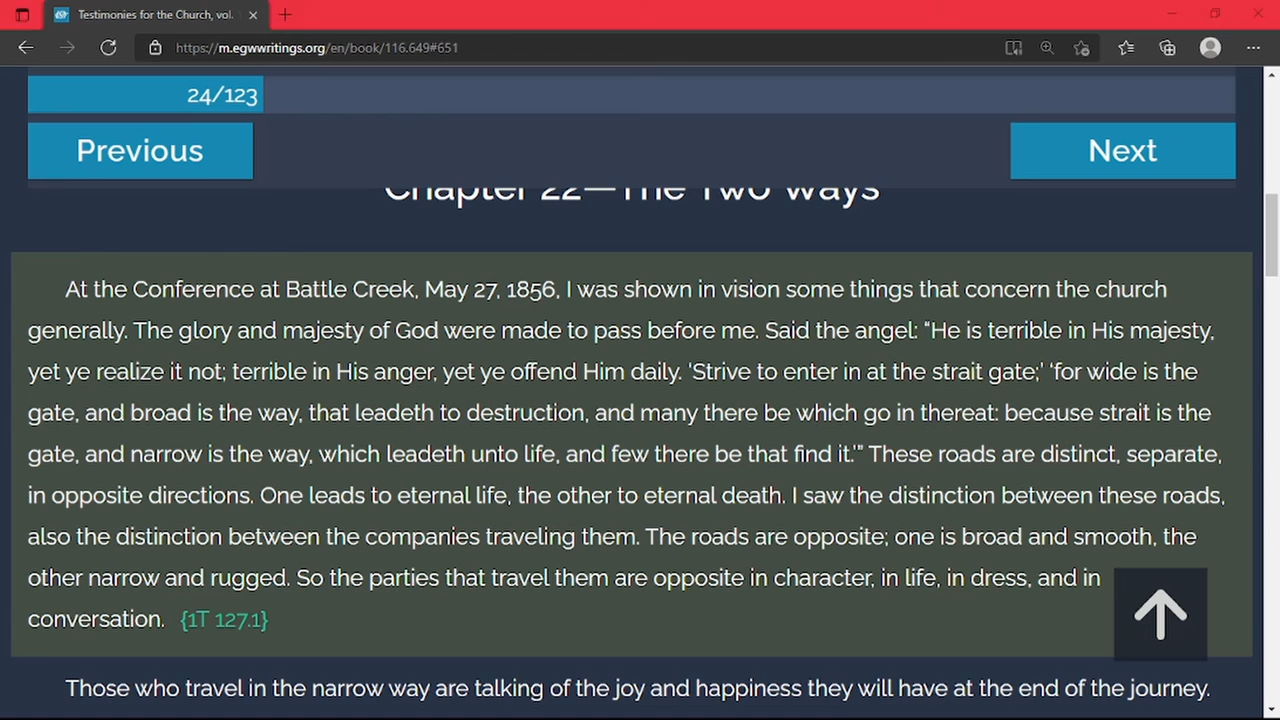 Testimonies for the Church, vol.
https://m.egwwritings.org/en/book/116.649#651
24/123
Previous
Next
Chapter 22—The Two Ways
At the Conference at Battle Creek, May 27, 1856, I was shown in vision some things that concern the church
generally. The glory and majesty of God were made to pass before me. Said the angel: “He is terrible in His majesty,
yet ye realize it not; terrible in His anger, yet ye offend Him daily. ‘Strive to enter in at the strait gate;’ ‘for wide is the
gate, and broad is the way, that leadeth to destruction, and many there be which go in thereat: because strait is the
gate, and narrow is the way, which leadeth unto life, and few there be that find it.’” These roads are distinct, separate,
in opposite directions. One leads to eternal life, the other to eternal death. I saw the distinction between these roads,
also the distinction between the companies traveling them. The roads are opposite; one is broad and smooth, the
other narrow and rugged. So the parties that travel them are opposite in character, in life, in dress, and in
conversation. {1T 127.1}
Those who travel in the narrow way are talking of the joy and happiness they will have at the end of the journey.